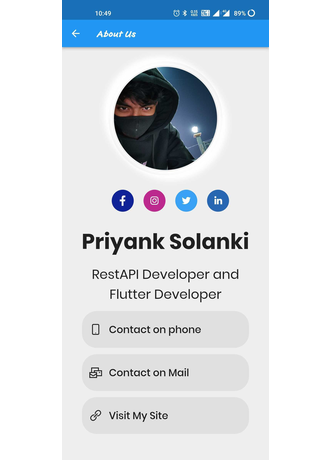 10:49
89%
About Us
Priyank Solanki
RestAPI Developer and
Flutter Developer
Contact on phone
Contact on Mail
Visit My Site